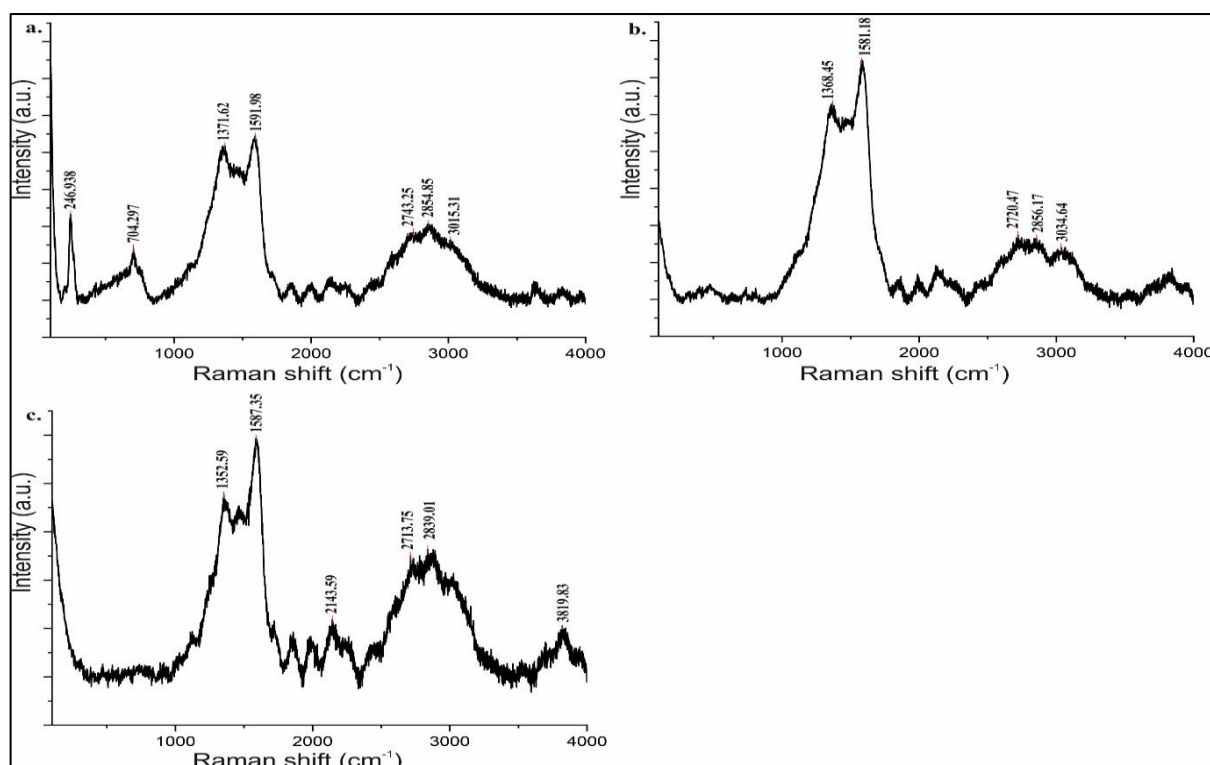 a.
Intensity (a.u.)
246.938
704.297
1371.62
1591.98
2743.25
2854.85
3015.31
1000 2000 3000 4000
Raman shift (cm⁻¹)
b.
Intensity (a.u.)
1368.45
1581.18
2720.47
2856.17
3034.64
1000 2000 3000 4000
Raman shift (cm⁻¹)
c.
Intensity (a.u.)
1352.59
1587.35
2143.59
2713.75
2839.01
3819.83
1000 2000 3000 4000
Raman shift (cm⁻¹)